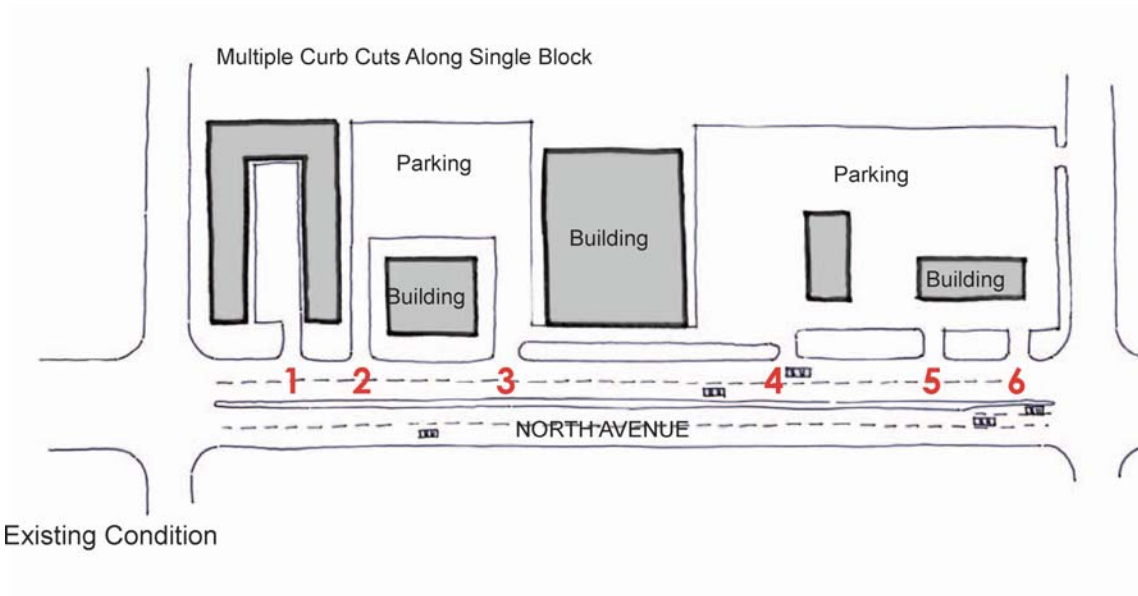 Multiple Curb Cuts Along Single Block
Parking
Parking
Building
Building
Building
1 2 3 4 5 6
NORTH AVENUE
Existing Condition